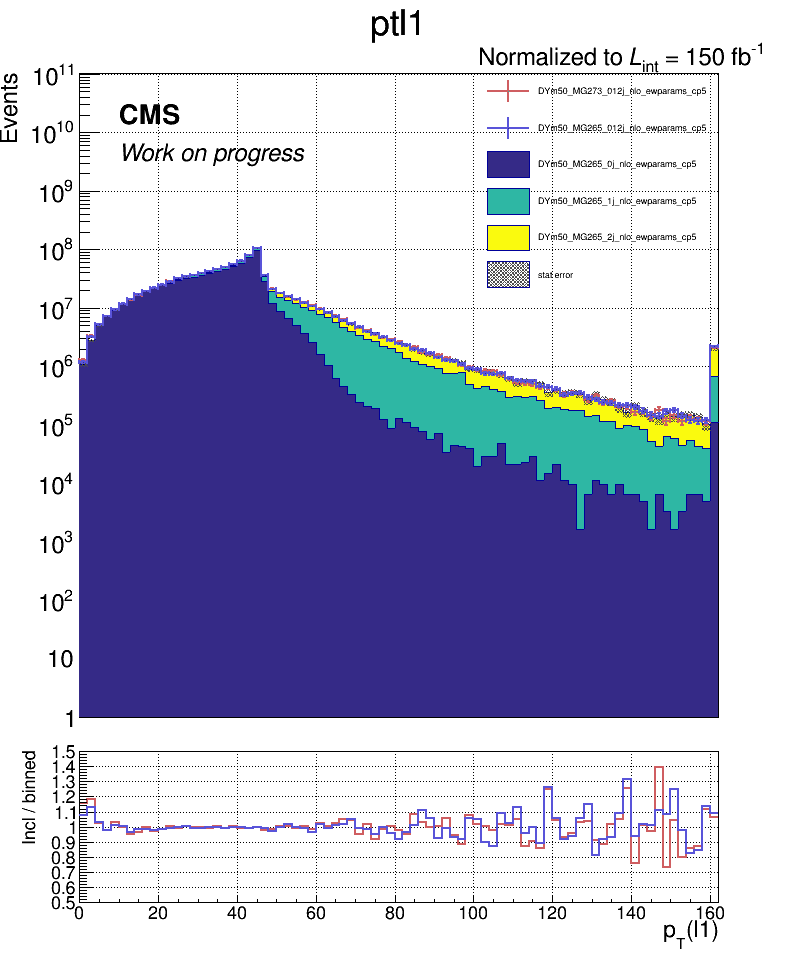 ptl1
Normalized to Lint = 150 fb-1
Events
10^11
10^10
10^9
10^8
10^7
10^6
10^5
10^4
10^3
10^2
10
1
CMS
Work on progress
DYm50_MG273_012j_nlo_ewparams_cp5
DYm50_MG265_012j_nlo_ewparams_cp5
DYm50_MG265_0j_nlo_ewparams_cp5
DYm50_MG265_1j_nlo_ewparams_cp5
DYm50_MG265_2j_nlo_ewparams_cp5
stat error
Incl / binned
1.5
1.4
1.3
1.2
1.1
1
0.9
0.8
0.7
0.6
0.5
0 20 40 60 80 100 120 140 160
pT(l1)